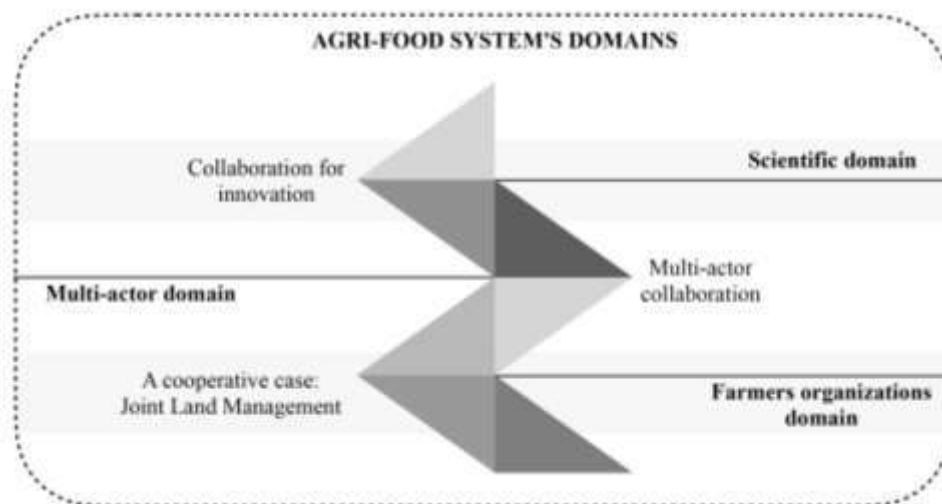 AGRI-FOOD SYSTEM'S DOMAINS
Collaboration for
innovation
Scientific domain
Multi-actor
collaboration
Multi-actor domain
A cooperative case:
Joint Land Management
Farmers organizations
domain